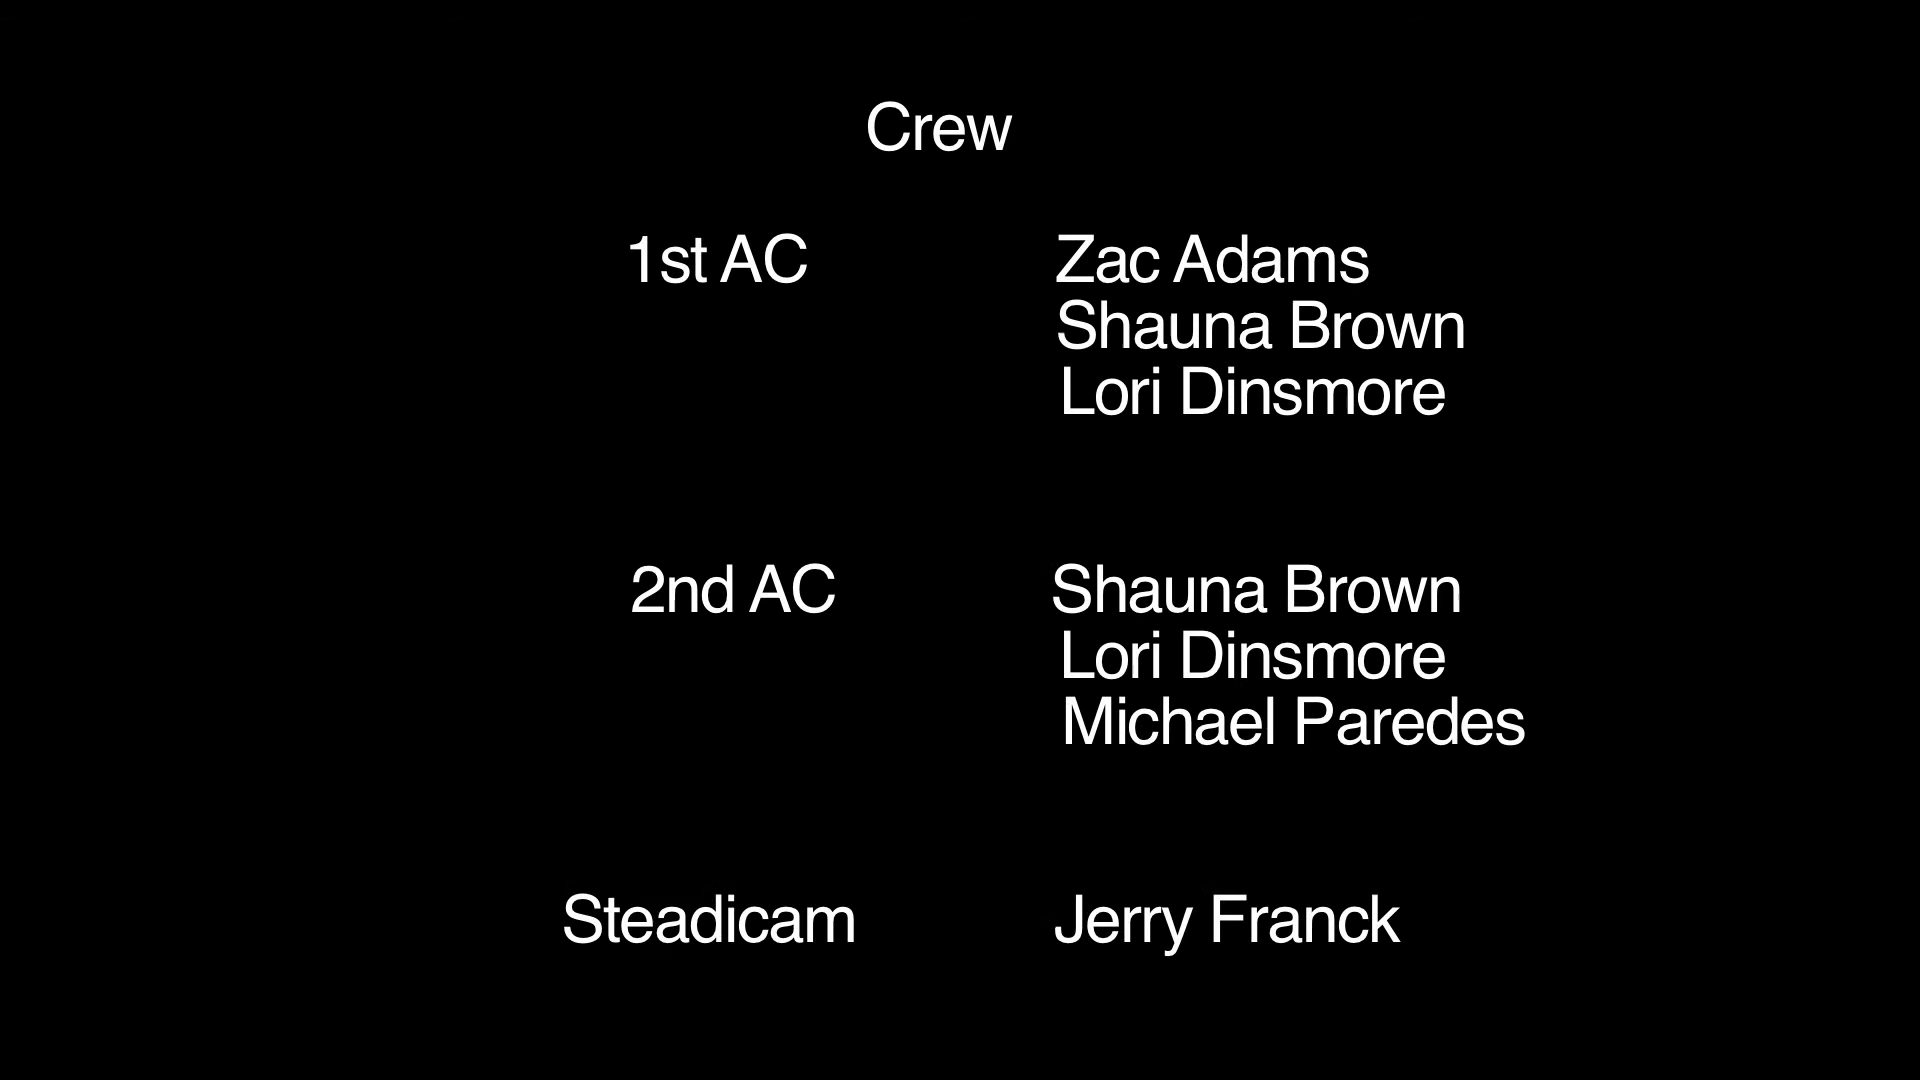 Crew
1st AC Zac Adams
Shauna Brown
Lori Dinsmore
2nd AC Shauna Brown
Lori Dinsmore
Michael Paredes
Steadicam Jerry Franck